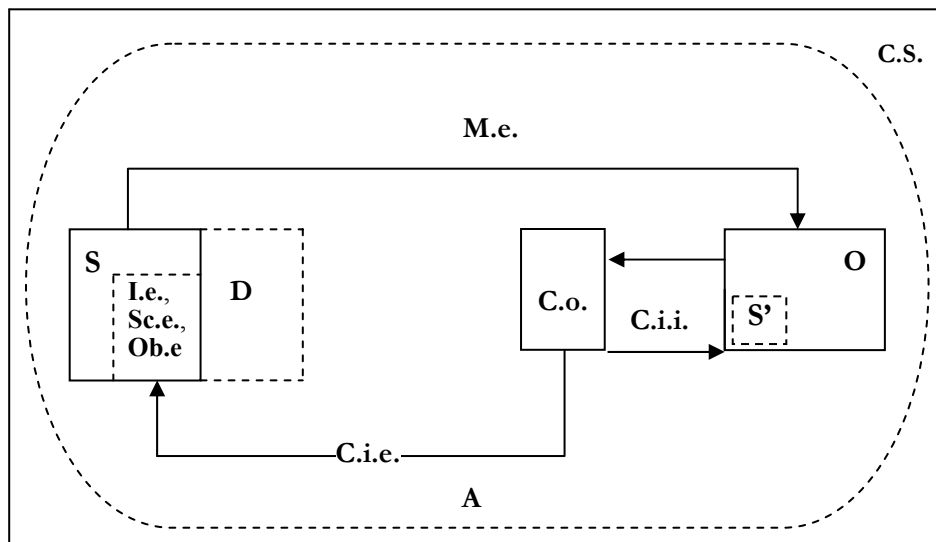 C.S.
M.e.
S
I.e.,
Sc.e.,
Ob.e
D
C.o.
C.i.i.
O
S’
C.i.e.
A